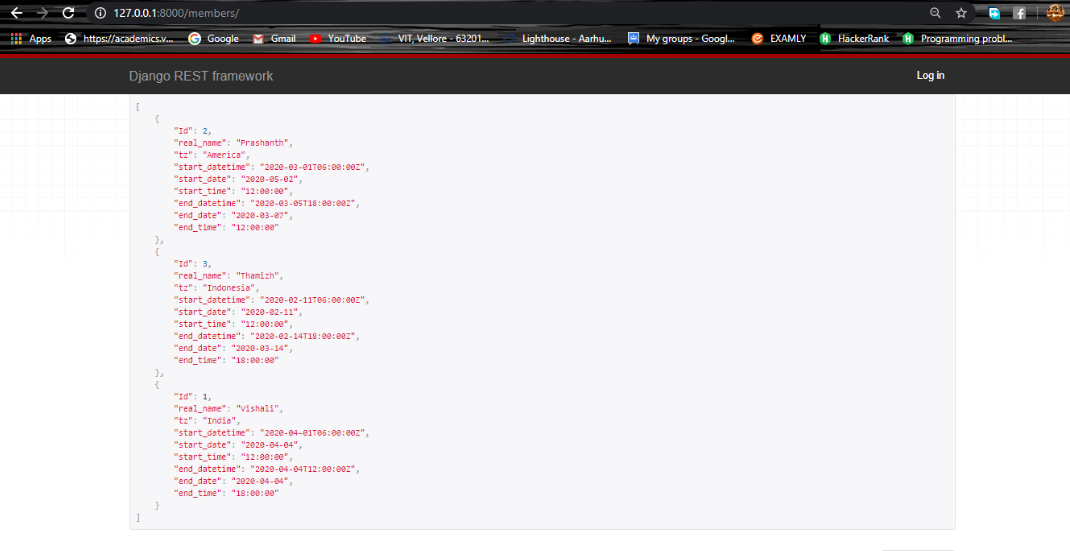 127.0.0.1:8000/members/
Apps https://academics.v... Google Gmail YouTube VIT, Vellore - 63201... Lighthouse - Aarhu... My groups - Googl... EXAMLY HackerRank Programming probl...
Django REST framework Log in
[
{
"Id": 2,
"real_name": "Prashanth",
"tz": "America",
"start_datetime": "2020-03-01T06:00:00Z",
"start_date": "2020-05-02",
"start_time": "12:00:00",
"end_datetime": "2020-03-05T18:00:00Z",
"end_date": "2020-03-07",
"end_time": "12:00:00"
},
{
"Id": 3,
"real_name": "Thamizh",
"tz": "Indonesia",
"start_datetime": "2020-02-11T06:00:00Z",
"start_date": "2020-02-11",
"start_time": "12:00:00",
"end_datetime": "2020-02-14T18:00:00Z",
"end_date": "2020-03-14",
"end_time": "18:00:00"
},
{
"Id": 1,
"real_name": "Vishali",
"tz": "India",
"start_datetime": "2020-04-01T06:00:00Z",
"start_date": "2020-04-04",
"start_time": "12:00:00",
"end_datetime": "2020-04-04T12:00:00Z",
"end_date": "2020-04-04",
"end_time": "18:00:00"
}
]